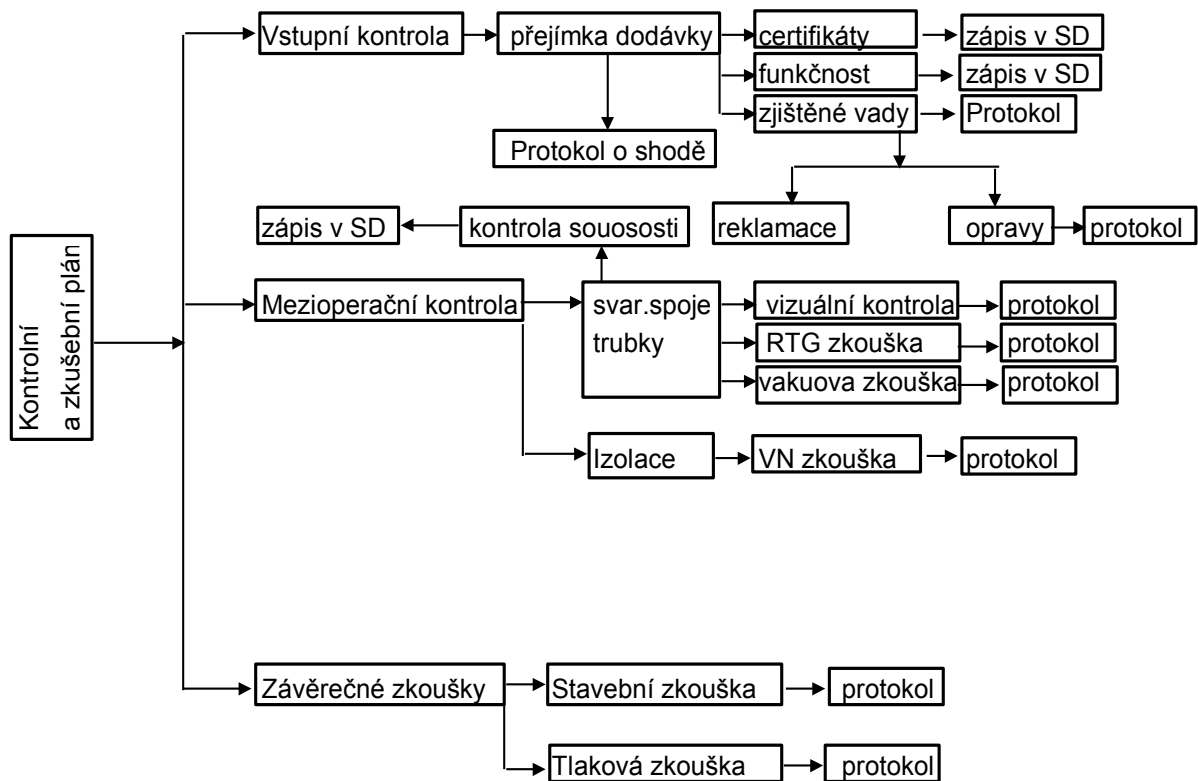 Vstupní kontrola
přejímka dodávky
certifikáty
zápis v SD
funkčnost
zápis v SD
zjištěné vady
Protokol
Protokol o shodě
reklamace
opravy
protokol
zápis v SD
kontrola souososti
Kontrolní
a zkušební plán
Mezioperační kontrola
svar.spoje
trubky
vizuální kontrola
protokol
RTG zkouška
protokol
vakuova zkouška
protokol
Izolace
VN zkouška
protokol
Závěrečné zkoušky
Stavební zkouška
protokol
Tlaková zkouška
protokol